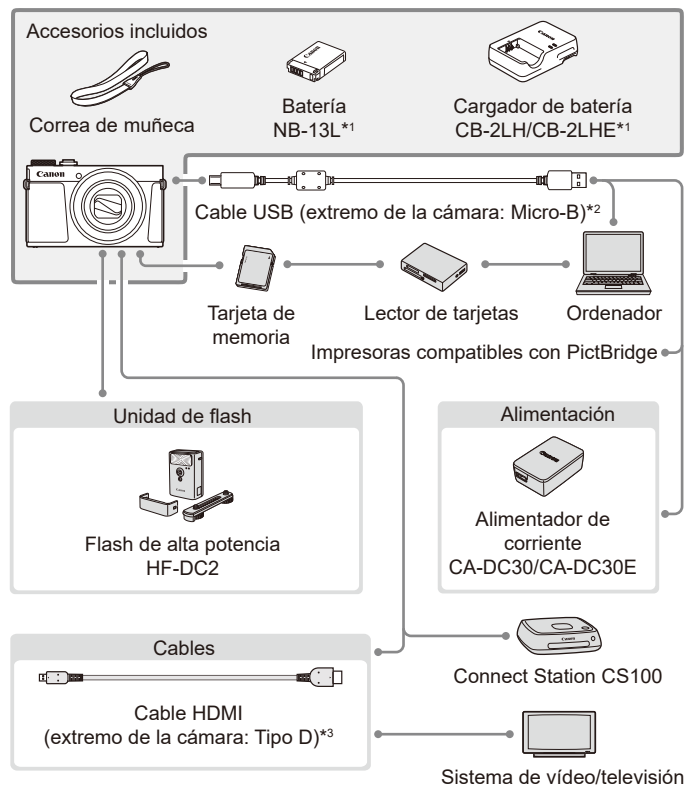 Accesorios incluidos
Correa de muñeca
Canon
Batería
NB-13L*1
Cargador de batería
CB-2LH/CB-2LHE*1
Canon
Cable USB (extremo de la cámara: Micro-B)*2
Tarjeta de
memoria
Lector de tarjetas
Ordenador
Impresoras compatibles con PictBridge
Unidad de flash
Flash de alta potencia
HF-DC2
Alimentación
Canon
Alimentador de
corriente
CA-DC30/CA-DC30E
Cables
Cable HDMI
(extremo de la cámara: Tipo D)*3
Canon
Connect Station CS100
Sistema de vídeo/televisión